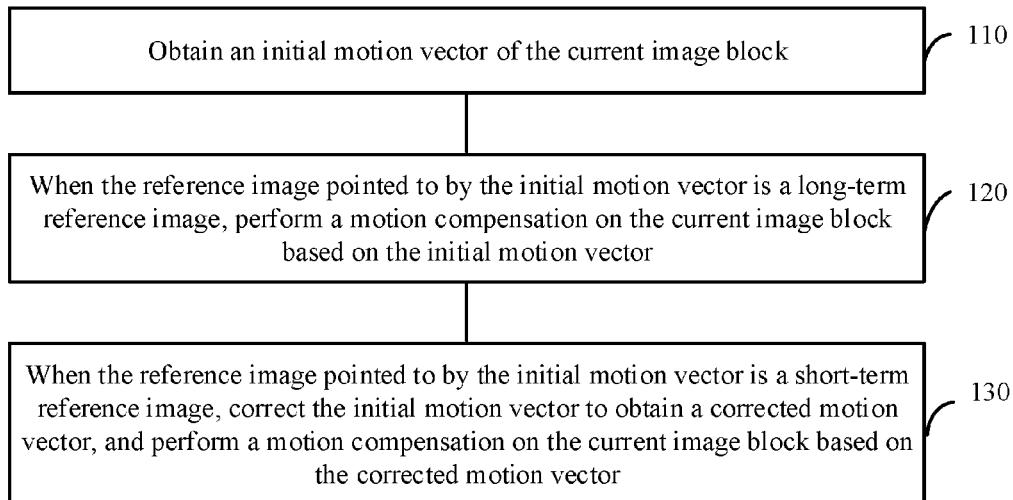 Obtain an initial motion vector of the current image block
110
When the reference image pointed to by the initial motion vector is a long-term
reference image, perform a motion compensation on the current image block
based on the initial motion vector
120
When the reference image pointed to by the initial motion vector is a short-term
reference image, correct the initial motion vector to obtain a corrected motion
vector, and perform a motion compensation on the current image block based on
the corrected motion vector
130